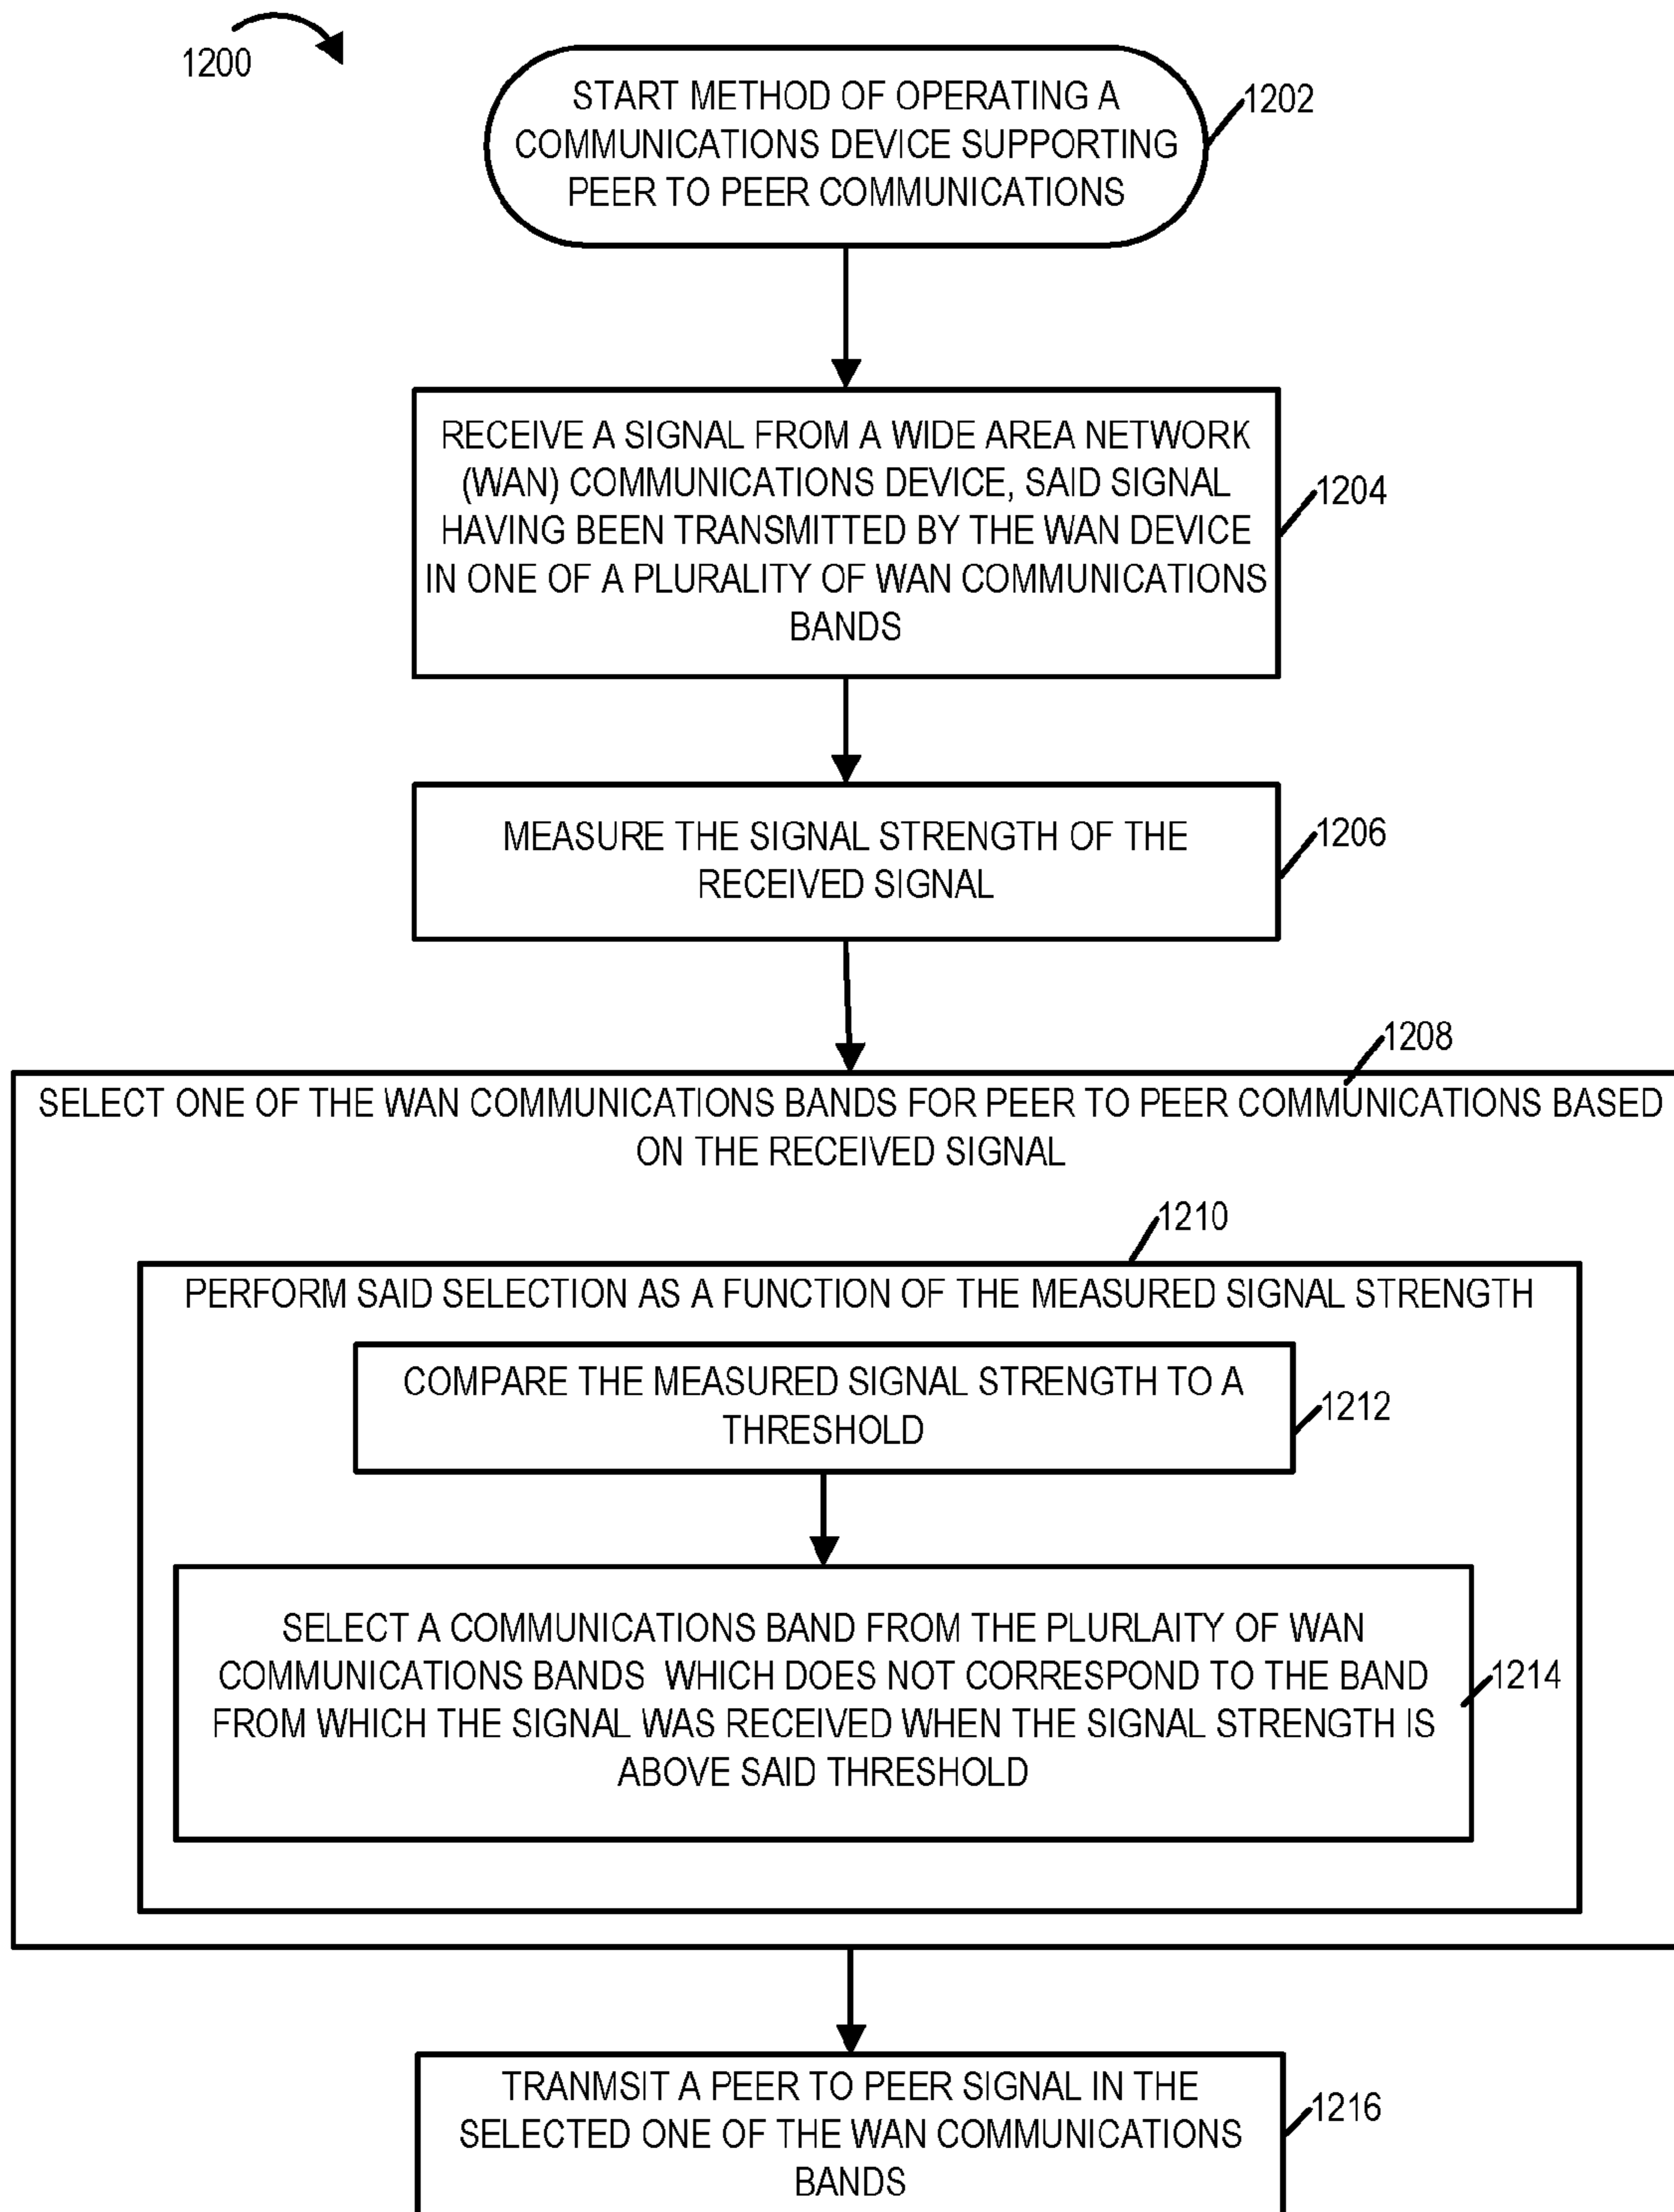 1200
START METHOD OF OPERATING A
COMMUNICATIONS DEVICE SUPPORTING
PEER TO PEER COMMUNICATIONS
1202
RECEIVE A SIGNAL FROM A WIDE AREA NETWORK
(WAN) COMMUNICATIONS DEVICE, SAID SIGNAL
HAVING BEEN TRANSMITTED BY THE WAN DEVICE
IN ONE OF A PLURALITY OF WAN COMMUNICATIONS
BANDS
1204
MEASURE THE SIGNAL STRENGTH OF THE
RECEIVED SIGNAL
1206
1208
SELECT ONE OF THE WAN COMMUNICATIONS BANDS FOR PEER TO PEER COMMUNICATIONS BASED
ON THE RECEIVED SIGNAL
1210
PERFORM SAID SELECTION AS A FUNCTION OF THE MEASURED SIGNAL STRENGTH
COMPARE THE MEASURED SIGNAL STRENGTH TO A
THRESHOLD
1212
SELECT A COMMUNICATIONS BAND FROM THE PLURLAITY OF WAN
COMMUNICATIONS BANDS WHICH DOES NOT CORRESPOND TO THE BAND
FROM WHICH THE SIGNAL WAS RECEIVED WHEN THE SIGNAL STRENGTH IS
ABOVE SAID THRESHOLD
1214
TRANMSIT A PEER TO PEER SIGNAL IN THE
SELECTED ONE OF THE WAN COMMUNICATIONS
BANDS
1216